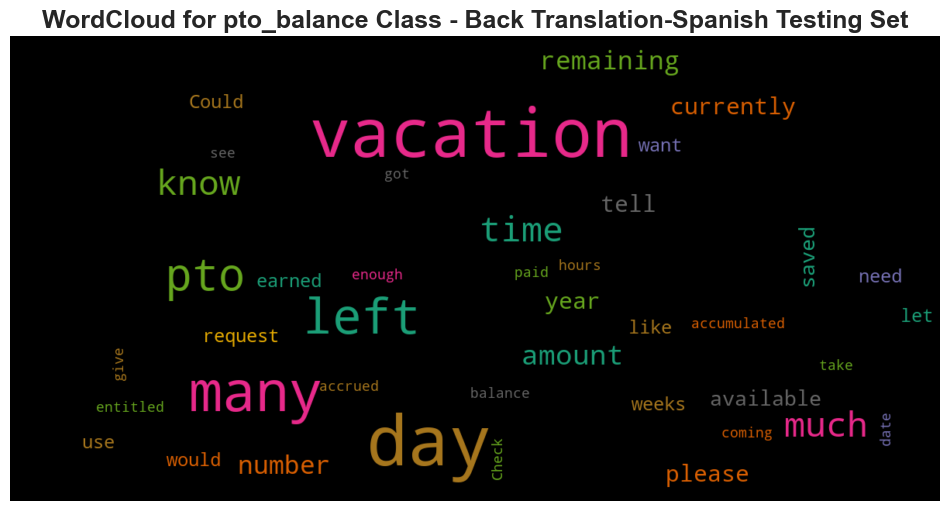 WordCloud for pto_balance Class - Back Translation-Spanish Testing Set
remaining
Could
currently
vacation
want
see
got
know
tell
time
saved
pto
earned
enough
paid
hours
need
left
year
let
request
like
accumulated
amount
give
take
many
accrued
balance
entitled
weeks
available
day
much
date
use
coming
would
number
Check
please